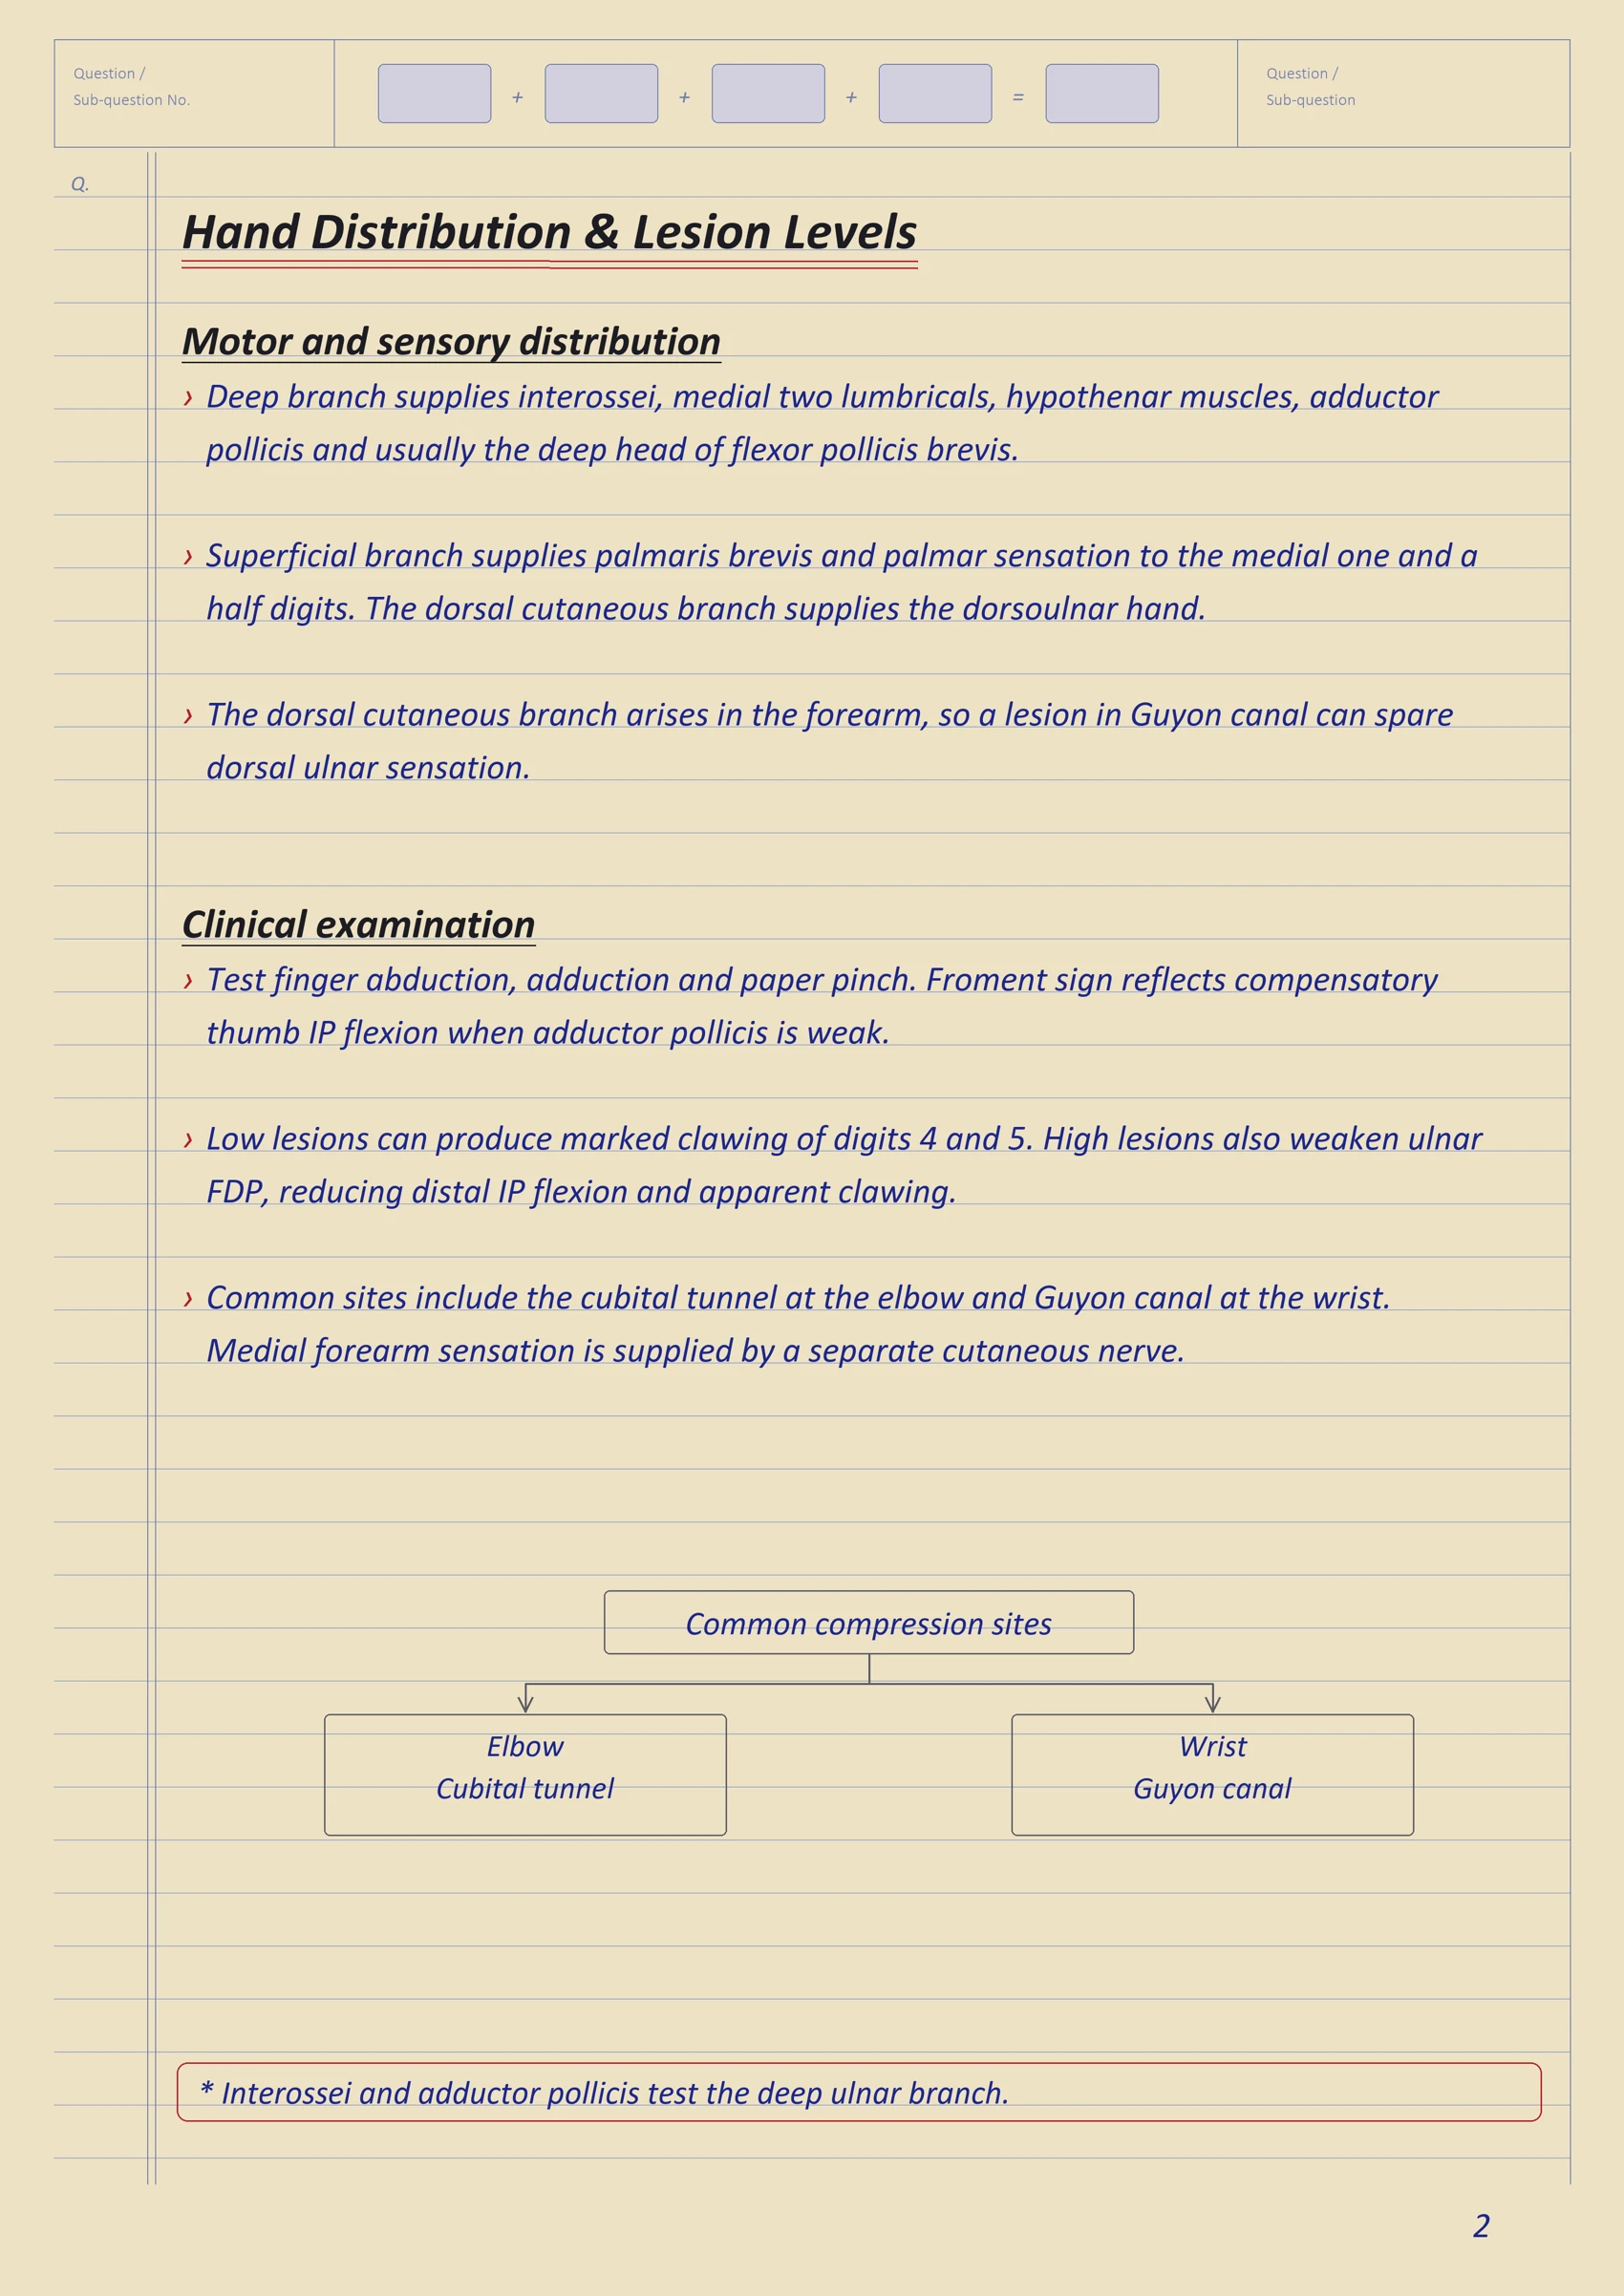 Question /
Sub-question No.
+ + + =
Question /
Sub-question
Q.
Hand Distribution & Lesion Levels
Motor and sensory distribution
› Deep branch supplies interossei, medial two lumbricals, hypothenar muscles, adductor
pollicis and usually the deep head of flexor pollicis brevis.
› Superficial branch supplies palmaris brevis and palmar sensation to the medial one and a
half digits. The dorsal cutaneous branch supplies the dorsoulnar hand.
› The dorsal cutaneous branch arises in the forearm, so a lesion in Guyon canal can spare
dorsal ulnar sensation.
Clinical examination
› Test finger abduction, adduction and paper pinch. Froment sign reflects compensatory
thumb IP flexion when adductor pollicis is weak.
› Low lesions can produce marked clawing of digits 4 and 5. High lesions also weaken ulnar
FDP, reducing distal IP flexion and apparent clawing.
› Common sites include the cubital tunnel at the elbow and Guyon canal at the wrist.
Medial forearm sensation is supplied by a separate cutaneous nerve.
Common compression sites
Elbow
Cubital tunnel
Wrist
Guyon canal
* Interossei and adductor pollicis test the deep ulnar branch.
2